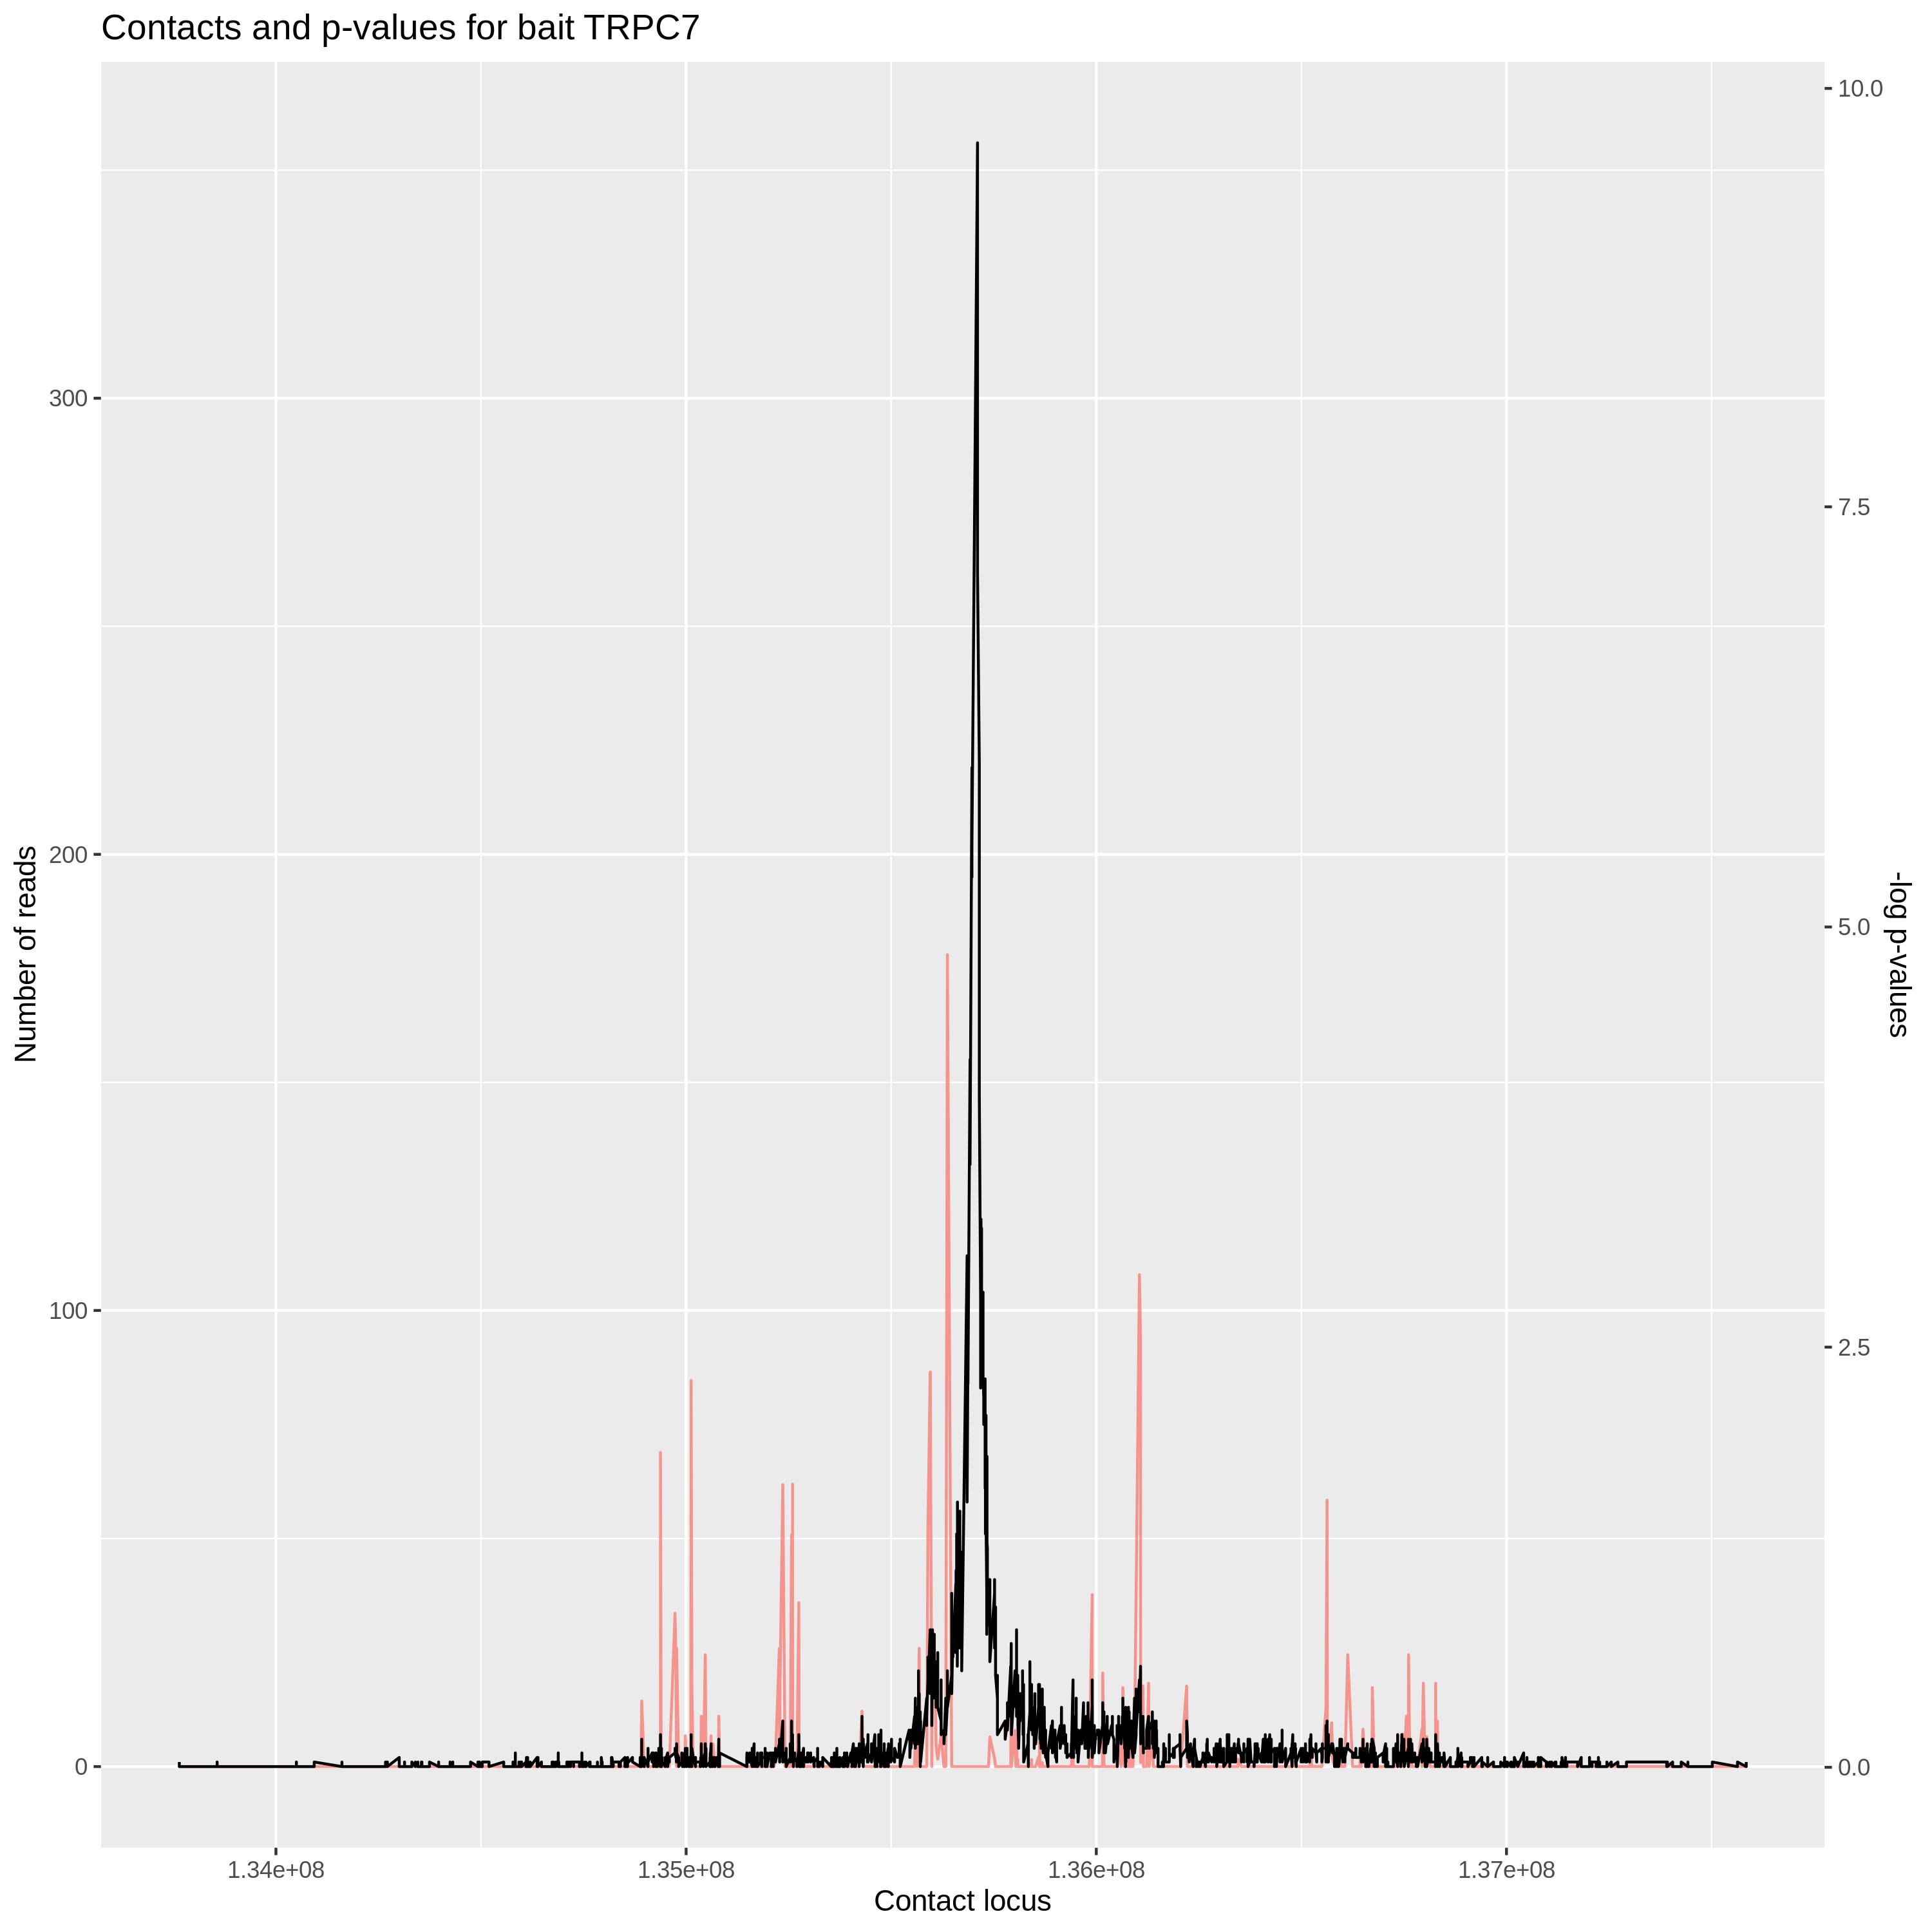 Contacts and p-values for bait TRPC7
10.0
7.5
300
200
5.0
Number of reads
-log p-values
100
2.5
0
0.0
1.34e+08
1.35e+08
1.36e+08
1.37e+08
Contact locus